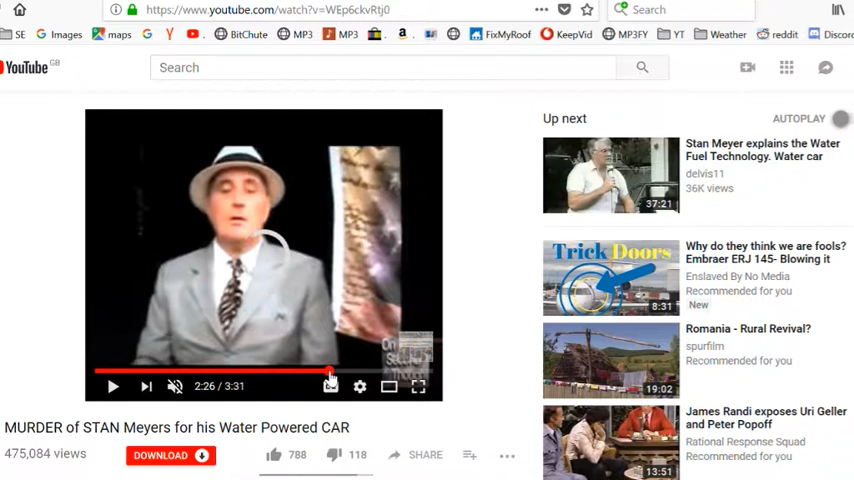 https://www.youtube.com/watch?v=WEp6ckvRtj0
Search
SE Images maps BitChute MP3 MP3 FixMyRoof KeepVid MP3FY YT Weather reddit Discord
YouTube GB
Search
Up next
AUTOPLAY
Stan Meyer explains the Water
Fuel Technology. Water car
delvis11
36K views
37:21
Trick Doors
Why do they think we are fools?
Embraer ERJ 145- Blowing it
Enslaved By No Media
Recommended for you
New
8:31
Romania - Rural Revival?
spurfilm
Recommended for you
19:02
James Randi exposes Uri Geller
and Peter Popoff
Rational Response Squad
Recommended for you
13:51
On
Second
2:26 / 3:31
MURDER of STAN Meyers for his Water Powered CAR
475,084 views
DOWNLOAD
788
118
SHARE